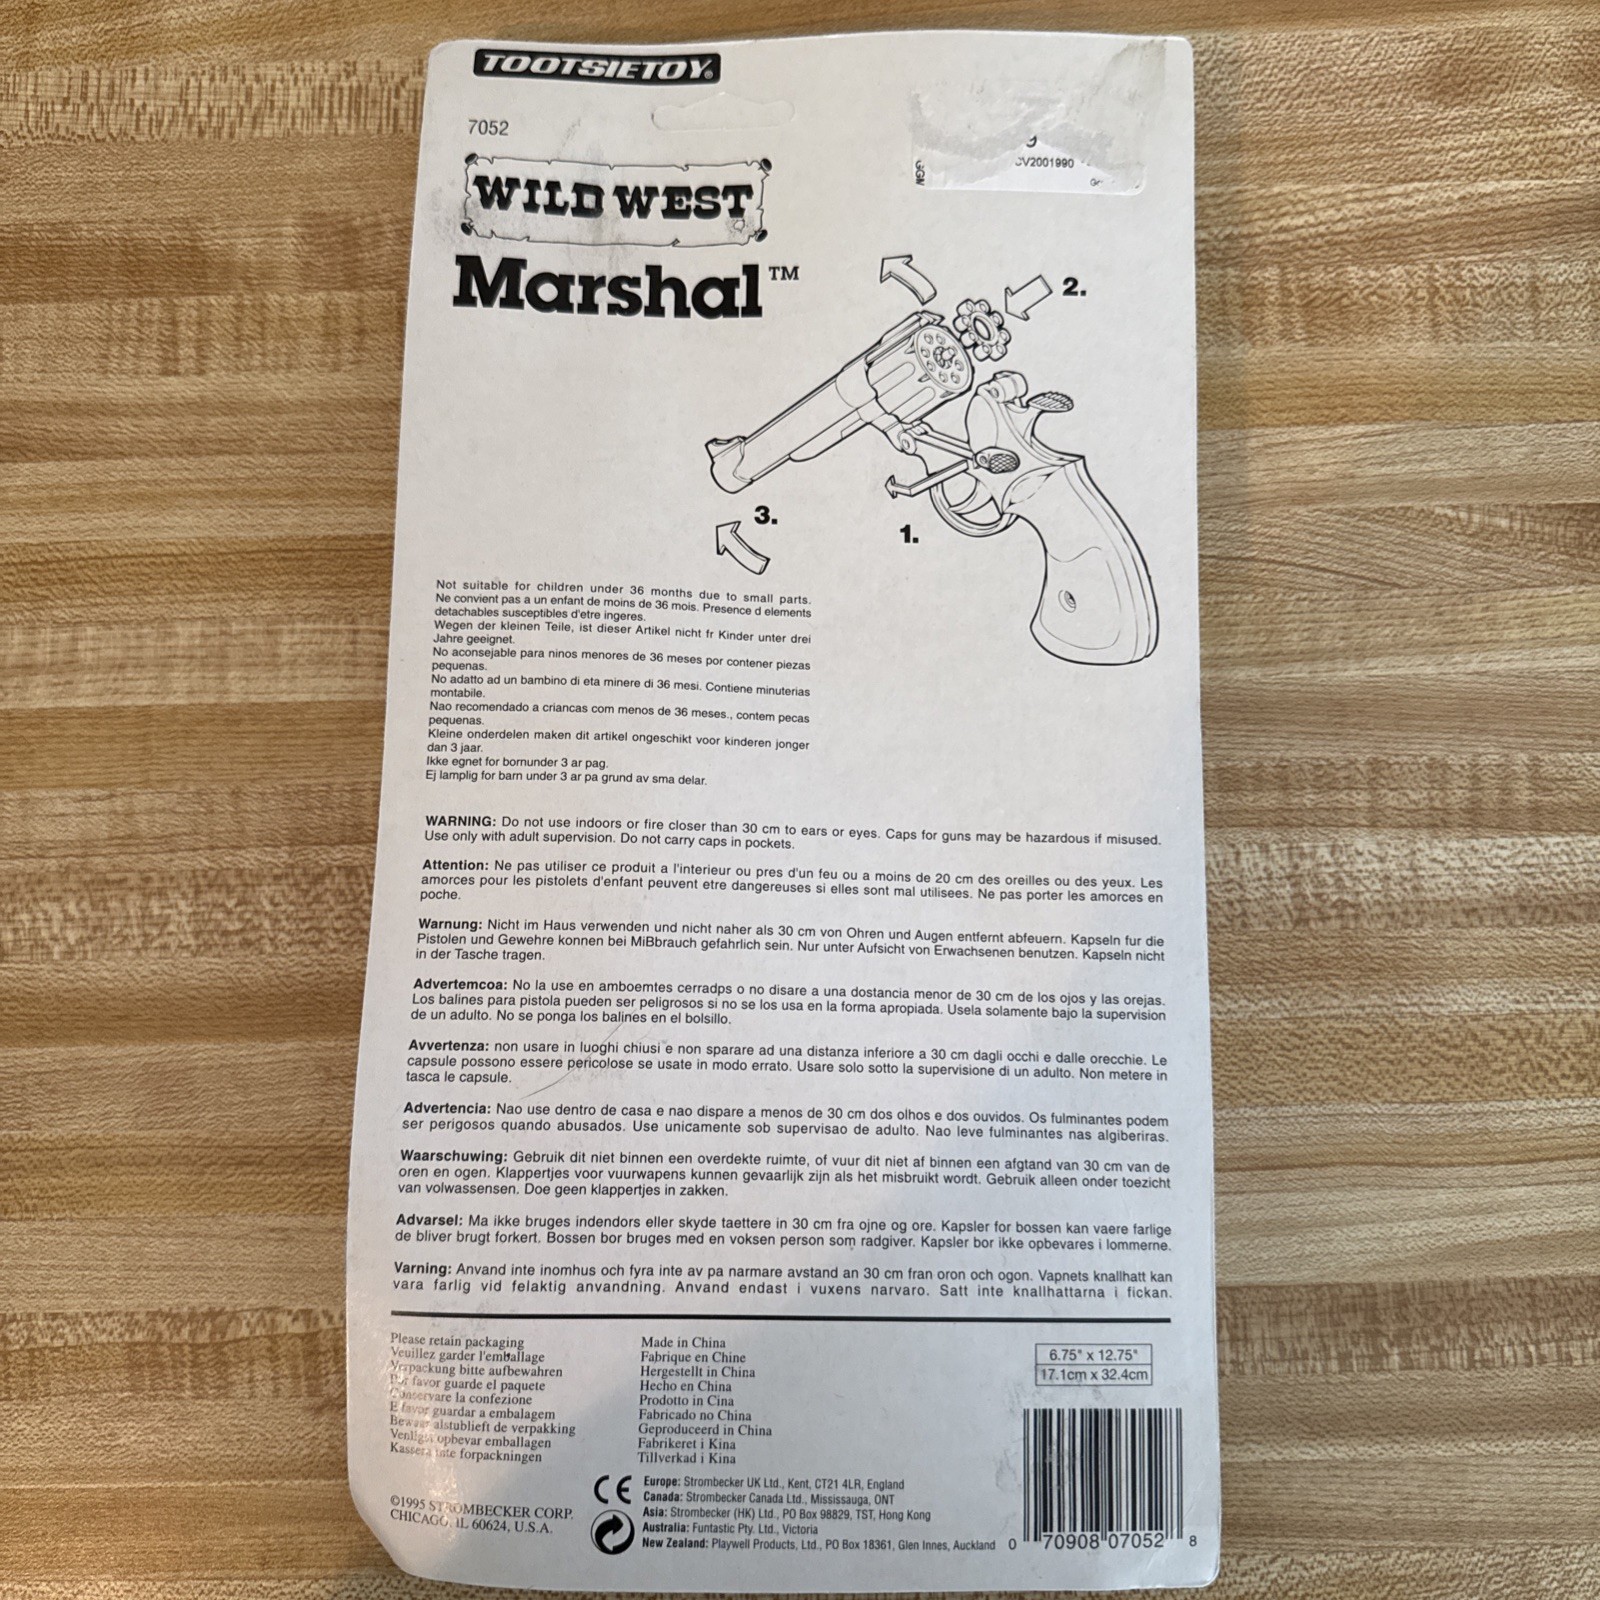 TOOTSIETOY®
7052
WILD WEST
Marshal™
GGN
V2001990
2.
3.
1.
Not suitable for children under 36 months due to small parts.
Ne convient pas a un enfant de moins de 36 mois. Presence d elements
detachables susceptibles d'etre ingeres.
Wegen der kleinen Teile, ist dieser Artikel nicht fr Kinder unter drei
Jahre geeignet.
No aconsejable para ninos menores de 36 meses por contener piezas
pequenas.
No adatto ad un bambino di eta minere di 36 mesi. Contiene minuterias
montabile.
Nao recomendado a criancas com menos de 36 meses., contem pecas
pequenas.
Kleine onderdelen maken dit artikel ongeschikt voor kinderen jonger
dan 3 jaar.
Ikke egnet for bornunder 3 ar pag.
Ej lamplig for barn under 3 ar pa grund av sma delar.
WARNING: Do not use indoors or fire closer than 30 cm to ears or eyes. Caps for guns may be hazardous if misused.
Use only with adult supervision. Do not carry caps in pockets.
Attention: Ne pas utiliser ce produit a l'interieur ou pres d'un feu ou a moins de 20 cm des oreilles ou des yeux. Les
amorces pour les pistolets d'enfant peuvent etre dangereuses si elles sont mal utilisees. Ne pas porter les amorces en
poche.
Warnung: Nicht im Haus verwenden und nicht naher als 30 cm von Ohren und Augen entfernt abfeuern. Kapseln fur die
Pistolen und Gewehre konnen bei MiBbrauch gefahrlich sein. Nur unter Aufsicht von Erwachsenen benutzen. Kapseln nicht
in der Tasche tragen.
Advertemcoa: No la use en amboemtes cerradps o no disare a una dostancia menor de 30 cm de los ojos y las orejas.
Los balines para pistola pueden ser peligrosos si no se los usa en la forma apropiada. Usela solamente bajo la supervision
de un adulto. No se ponga los balines en el bolsillo.
Avvertenza: non usare in luoghi chiusi e non sparare ad una distanza inferiore a 30 cm dagli occhi e dalle orecchie. Le
capsule possono essere pericolose se usate in modo errato. Usare solo sotto la supervisione di un adulto. Non metere in
tasca le capsule.
Advertencia: Nao use dentro de casa e nao dispare a menos de 30 cm dos olhos e dos ouvidos. Os fulminantes podem
ser perigosos quando abusados. Use unicamente sob supervisao de adulto. Nao leve fulminantes nas algiberiras.
Waarschuwing: Gebruik dit niet binnen een overdekte ruimte, of vuur dit niet af binnen een afgtand van 30 cm van de
oren en ogen. Klappertjes voor vuurwapens kunnen gevaarlijk zijn als het misbruikt wordt. Gebruik alleen onder toezicht
van volwassensen. Doe geen klappertjes in zakken.
Advarsel: Ma ikke bruges indendors eller skyde taettere in 30 cm fra ojne og ore. Kapsler for bossen kan vaere farlige
de bliver brugt forkert. Bossen bor bruges med en voksen person som radgiver. Kapsler bor ikke opbevares i lommerne.
Varning: Anvand inte inomhus och fyra inte av pa narmare avstand an 30 cm fran oron och ogon. Vapnets knallhatt kan
vara farlig vid felaktig anvandning. Anvand endast i vuxens narvaro. Satt inte knallhattarna i fickan.
Please retain packaging
Veuillez garder l'emballage
Verpackung bitte aufbewahren
Por favor guarde el paquete
Conservare la confezione
E favor guardar a embalagem
Bewaar alstublieft de verpakking
Venligst opbevar emballagen
Kassera inte forpackningen
Made in China
Fabrique en Chine
Hergestellt in China
Hecho en China
Prodotto in Cina
Fabricado no China
Geproduceerd in China
Fabrikeret i Kina
Tillverkad i Kina
6.75" x 12.75"
17.1cm x 32.4cm
©1995 STROMBECKER CORP.
CHICAGO, IL 60624, U.S.A.
CE
Europe: Strombecker UK Ltd., Kent, CT21 4LR, England
Canada: Strombecker Canada Ltd., Mississauga, ONT
Asia: Strombecker (HK) Ltd., PO Box 98829, TST, Hong Kong
Australia: Funtastic Pty. Ltd., Victoria
New Zealand: Playwell Products, Ltd., PO Box 18361, Glen Innes, Auckland
0 70908 07052 8